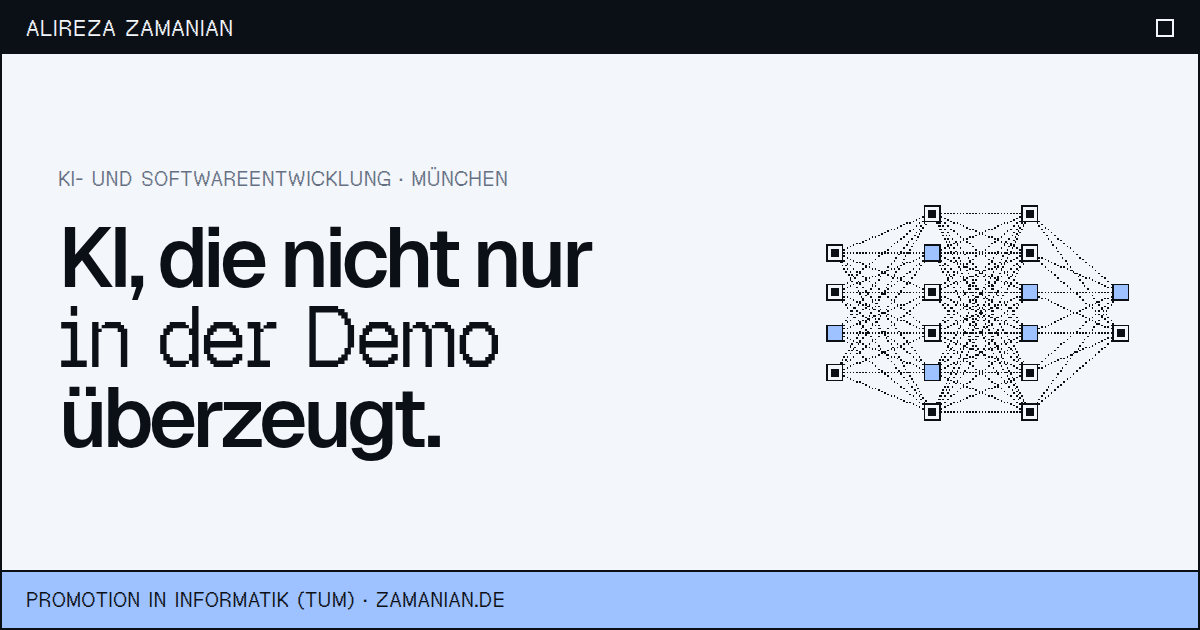 ALIREZA ZAMANIAN
KI- UND SOFTWAREENTWICKLUNG · MÜNCHEN
KI, die nicht nur
in der Demo
überzeugt.
PROMOTION IN INFORMATIK (TUM) · ZAMANIAN.DE